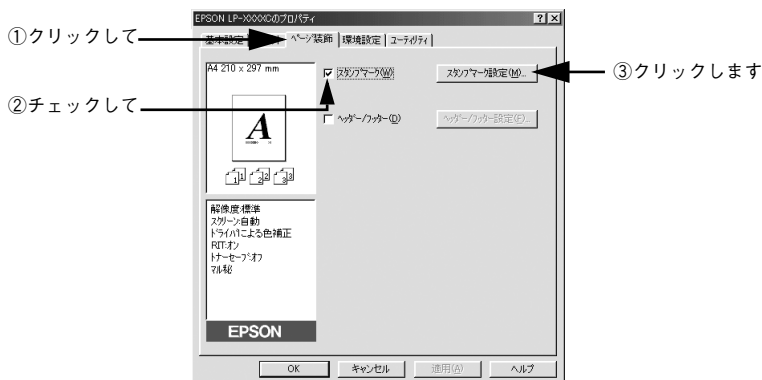 EPSON LP-XXXXCのプロパティ
①クリックして
基本設定
ページ装飾
環境設定
ユーティリティ
A4 210 x 297 mm
スタンプマーク(W)
スタンプマーク設定(M)...
③クリックします
②チェックして
ヘッダー/フッター(D)
ヘッダー/フッター設定(F)...
A
1 1 2 2 3 3
解像度:標準
スクリーン:自動
ドライバによる色補正
RIT:オン
トナーセーブ:オフ
マル秘
EPSON
OK
キャンセル
適用(A)
ヘルプ